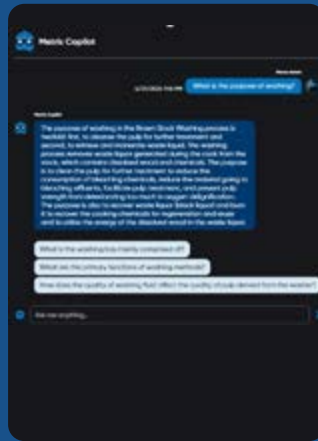 Metris Copilot
What is the purpose of washing?
Metris Copilot
The purpose of washing in the Brown Stock Washing process is
twofold: first, to cleanse the pulp for further treatment and
second, to retrieve and incinerate waste liquid. The washing
process removes waste liquor generated during the cook from the
stock, which contains dissolved wood and chemicals. The purpose
is to clean the pulp for further treatment to reduce the
consumption of bleaching chemicals, reduce the material going to
bleaching effluents, facilitate pulp treatment, and prevent pulp
strength from deteriorating too much in oxygen delignification.
The purpose is also to recover waste liquor (black liquor) and burn
it to recover the cooking chemicals for regeneration and reuse
and to utilize the energy of the dissolved wood in the waste liquor.
What is the washing loss mainly comprised of?
What are the primary functions of washing methods?
How does the quality of washing fluid affect the quality of pulp derived from the washer?
Ask me anything...